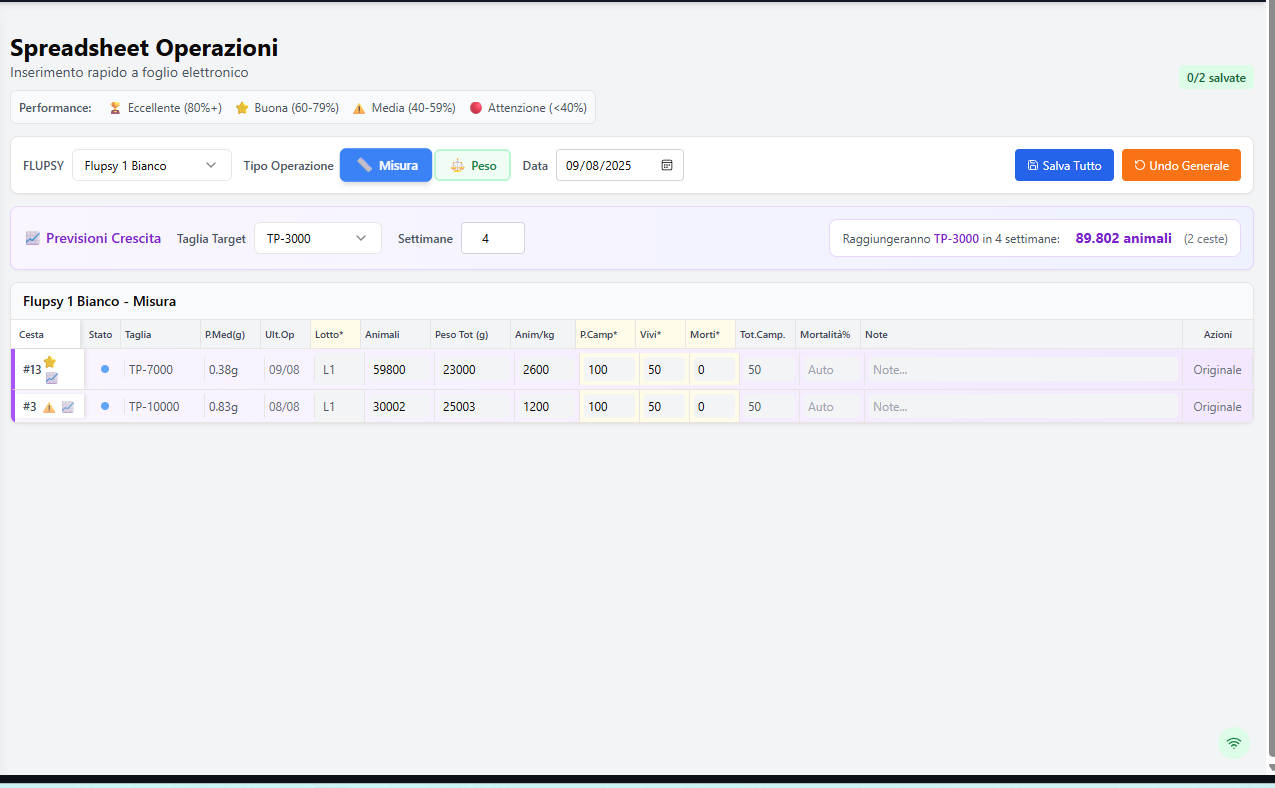 Spreadsheet Operazioni
Inserimento rapido a foglio elettronico
0/2 salvate
Performance: Eccellente (80%+) Buona (60-79%) Media (40-59%) Attenzione (<40%)
FLUPSY Flupsy 1 Bianco Tipo Operazione Misura Peso Data 09/08/2025 Salva Tutto Undo Generale
Previsioni Crescita Taglia Target TP-3000 Settimane 4 Raggiungeranno TP-3000 in 4 settimane: 89.802 animali (2 ceste)
Flupsy 1 Bianco - Misura
Cesta Stato Taglia P.Med(g) Ult.Op Lotto* Animali Peso Tot (g) Anim/kg P.Camp* Vivi* Morti* Tot.Camp. Mortalità% Note Azioni
#13 TP-7000 0.38g 09/08 L1 59800 23000 2600 100 50 0 50 Auto Note... Originale
#3 TP-10000 0.83g 08/08 L1 30002 25003 1200 100 50 0 50 Auto Note... Originale